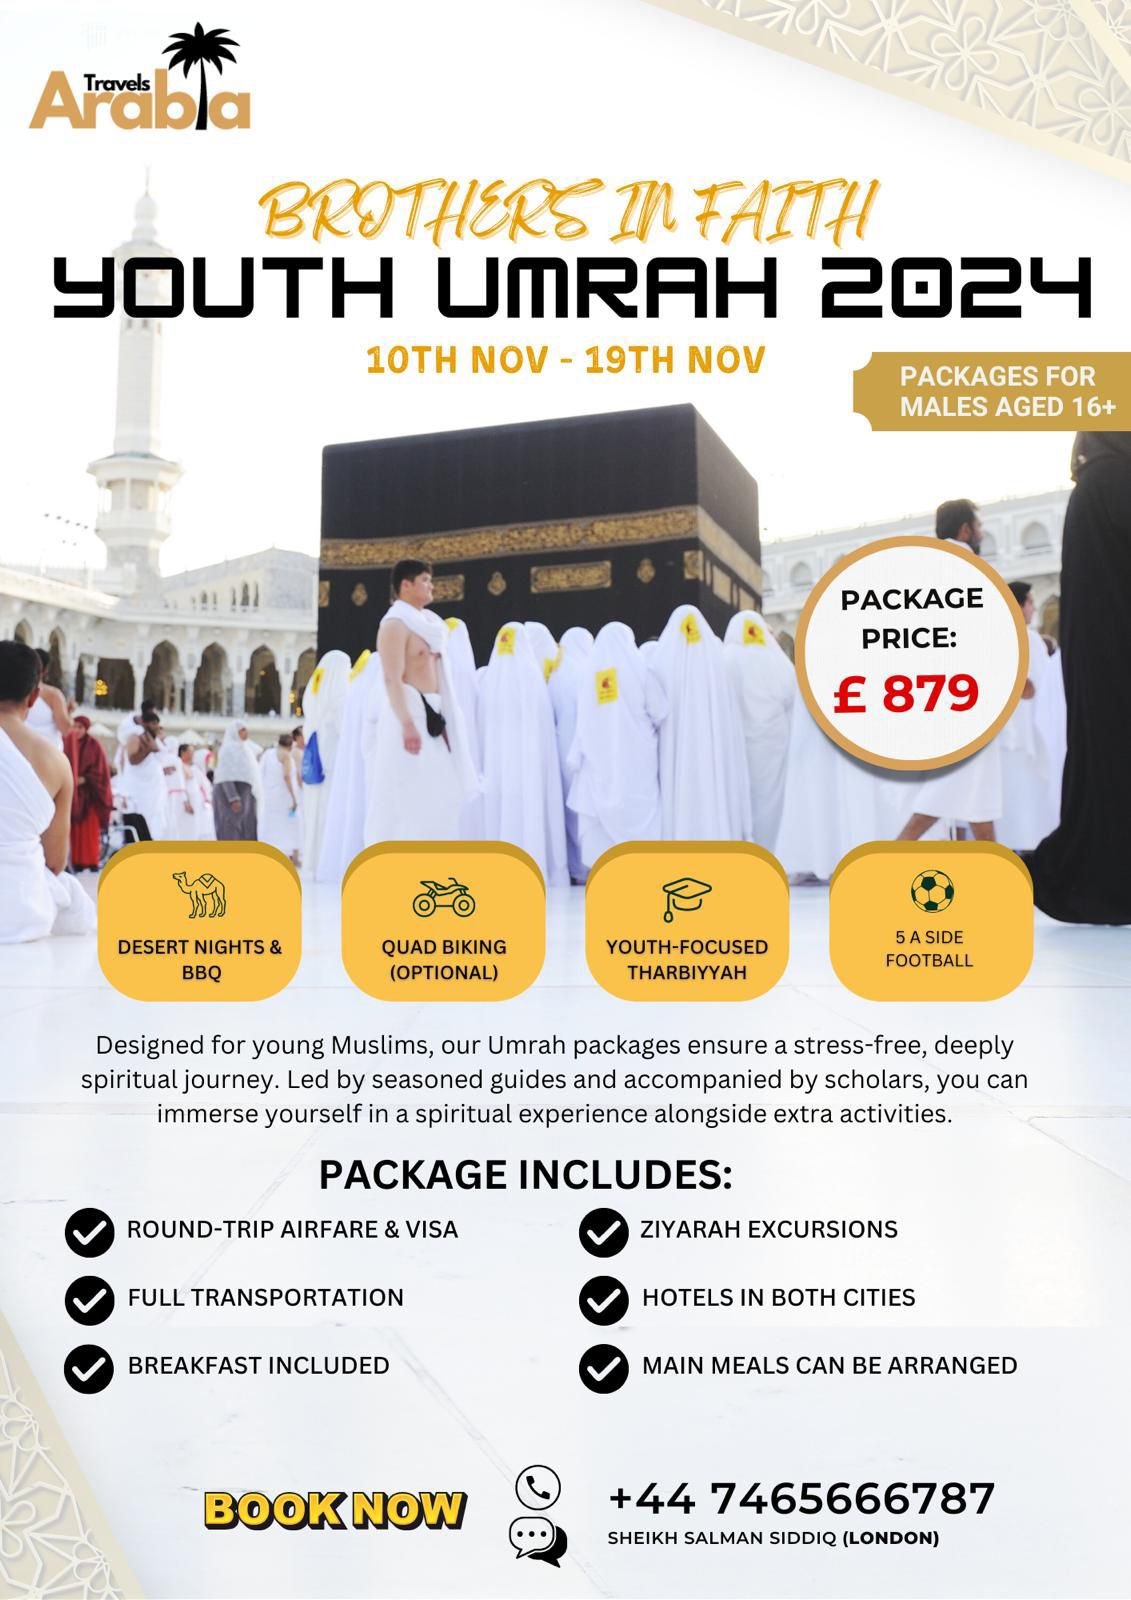 Travels
Arabia
BROTHERS IN FAITH
YOUTH UMRAH 2024
10TH NOV - 19TH NOV
PACKAGES FOR
MALES AGED 16+
PACKAGE
PRICE:
£ 879
DESERT NIGHTS &
BBQ
QUAD BIKING
(OPTIONAL)
YOUTH-FOCUSED
THARBIYYAH
5 A SIDE
FOOTBALL
Designed for young Muslims, our Umrah packages ensure a stress-free, deeply
spiritual journey. Led by seasoned guides and accompanied by scholars, you can
immerse yourself in a spiritual experience alongside extra activities.
PACKAGE INCLUDES:
ROUND-TRIP AIRFARE & VISA
FULL TRANSPORTATION
BREAKFAST INCLUDED
ZIYARAH EXCURSIONS
HOTELS IN BOTH CITIES
MAIN MEALS CAN BE ARRANGED
BOOK NOW
+44 7465666787
SHEIKH SALMAN SIDDIQ (LONDON)